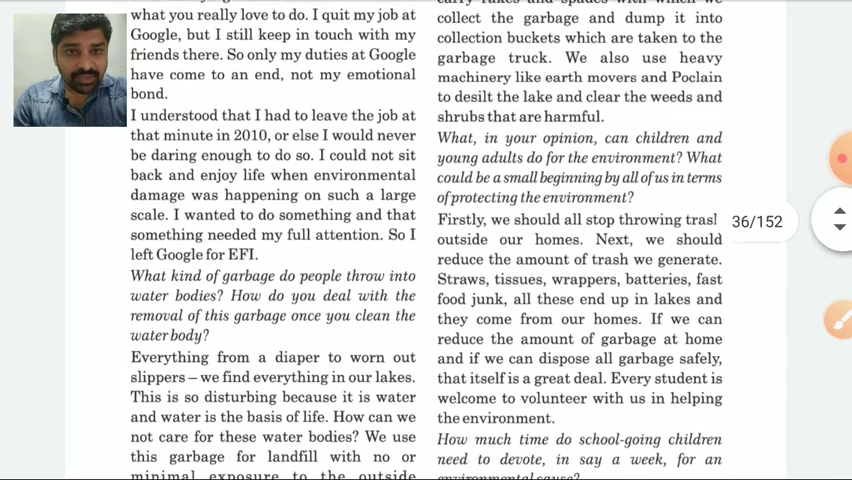 what you really love to do. I quit my job at
Google, but I still keep in touch with my
friends there. So only my duties at Google
have come to an end, not my emotional
bond.
I understood that I had to leave the job at
that minute in 2010, or else I would never
be daring enough to do so. I could not sit
back and enjoy life when environmental
damage was happening on such a large
scale. I wanted to do something and that
something needed my full attention. So I
left Google for EFI.
What kind of garbage do people throw into
water bodies? How do you deal with the
removal of this garbage once you clean the
water body?
Everything from a diaper to worn out
slippers – we find everything in our lakes.
This is so disturbing because it is water
and water is the basis of life. How can we
not care for these water bodies? We use
this garbage for landfill with no or
minimal exposure to the outside
carry rakes and spades with which we
collect the garbage and dump it into
collection buckets which are taken to the
garbage truck. We also use heavy
machinery like earth movers and Poclain
to desilt the lake and clear the weeds and
shrubs that are harmful.
What, in your opinion, can children and
young adults do for the environment? What
could be a small beginning by all of us in terms
of protecting the environment?
Firstly, we should all stop throwing trash
outside our homes. Next, we should
reduce the amount of trash we generate.
Straws, tissues, wrappers, batteries, fast
food junk, all these end up in lakes and
they come from our homes. If we can
reduce the amount of garbage at home
and if we can dispose all garbage safely,
that itself is a great deal. Every student is
welcome to volunteer with us in helping
the environment.
How much time do school-going children
need to devote, in say a week, for an
environmental cause?
36/152